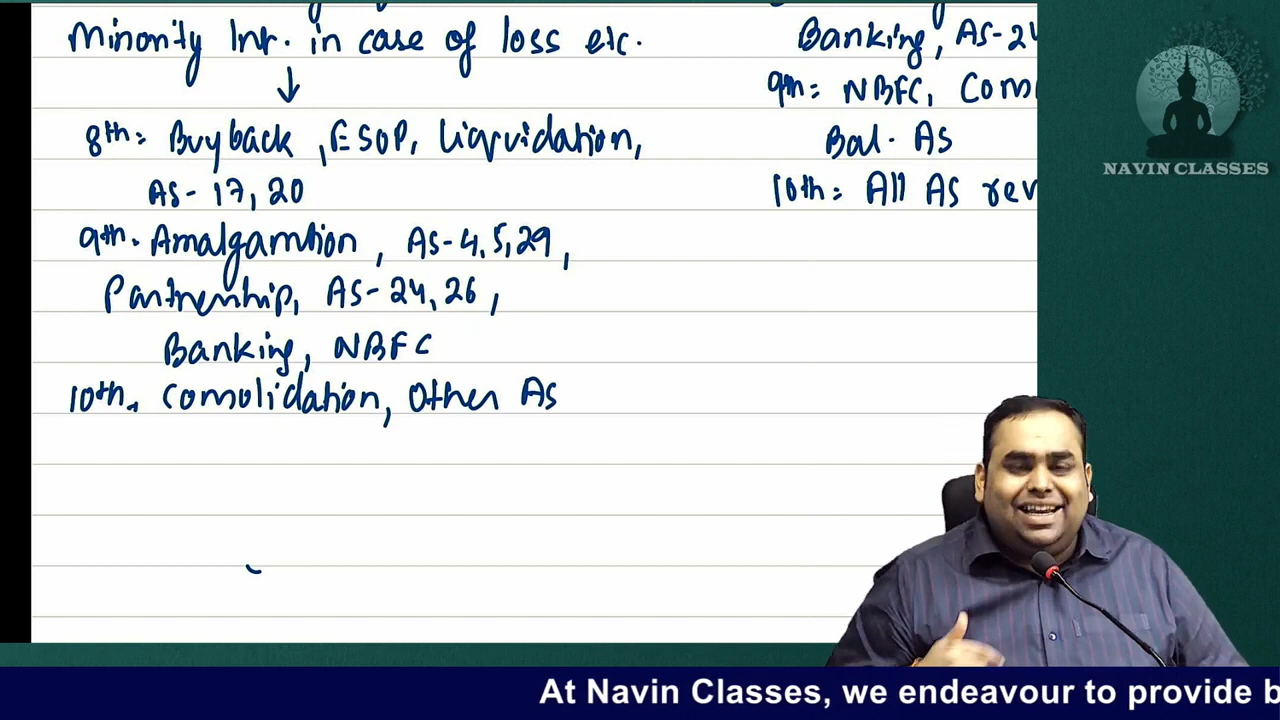 Minority Int. in case of loss etc.
8th: Buyback, ESOP, Liquidation,
AS-17, 20
9th. Amalgamtion, AS-4,5,29,
Partnership, AS-24, 26,
Banking, NBFC
10th. Comolidation, Other AS
Banking, AS-24
9th: NBFC, Com
Bal. AS
10th: All AS rev
NAVIN CLASSES
At Navin Classes, we endeavour to provide b